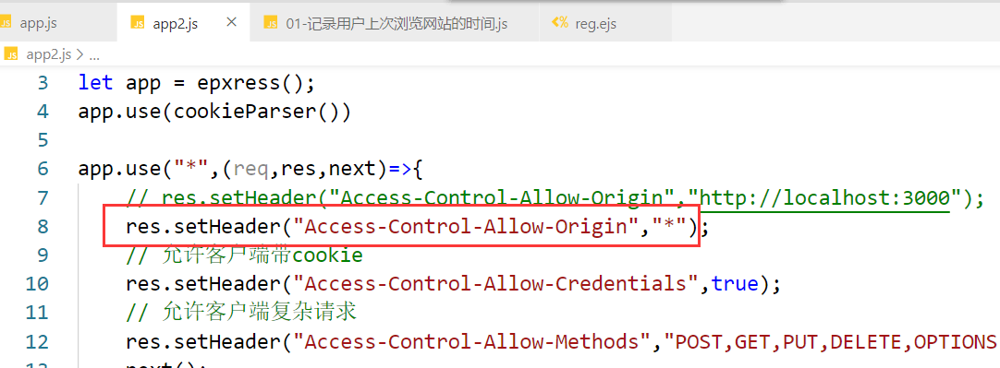 JS app.js JS app2.js × JS 01-记录用户上次浏览网站的时间.js <%> reg.ejs
JS app2.js > ...
3 let app = epxress();
4 app.use(cookieParser())
5
6 app.use("*",(req,res,next)=>{
7 // res.setHeader("Access-Control-Allow-Origin","http://localhost:3000");
8 res.setHeader("Access-Control-Allow-Origin","*");
9 // 允许客户端带cookie
10 res.setHeader("Access-Control-Allow-Credentials",true);
11 // 允许客户端复杂请求
12 res.setHeader("Access-Control-Allow-Methods","POST,GET,PUT,DELETE,OPTIONS
next();